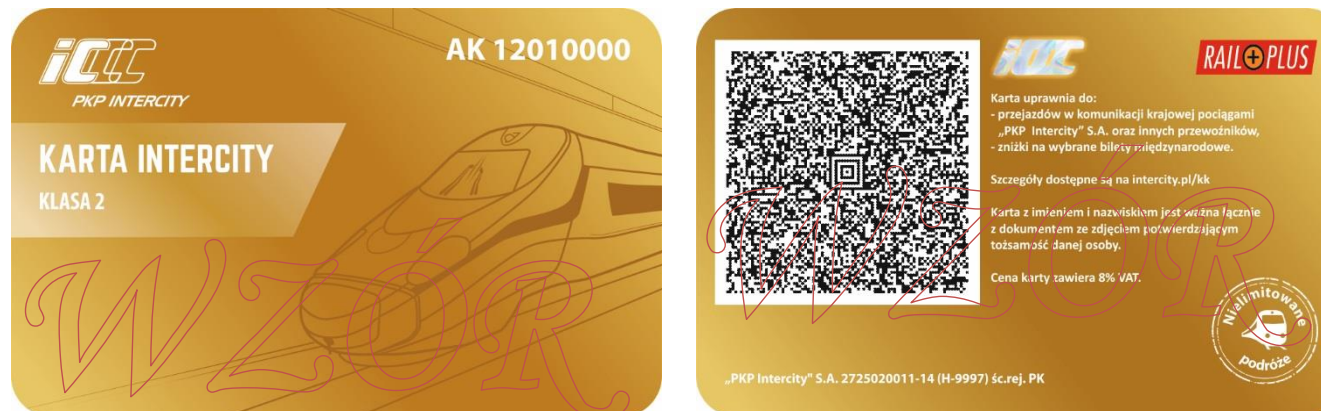 iC
PKP INTERCITY
AK 12010000
KARTA INTERCITY
KLASA 2
WZÓR
iC
RAIL PLUS
Karta uprawnia do:
- przejazdów w komunikacji krajowej pociągami
„PKP Intercity” S.A. oraz innych przewoźników,
- zniżki na wybrane bilety międzynarodowe.
Szczegóły dostępne są na intercity.pl/kk
Karta z imieniem i nazwiskiem jest ważna łącznie
z dokumentem ze zdjęciem potwierdzającym
tożsamość danej osoby.
Cena karty zawiera 8% VAT.
WZÓR
Nielimitowane
podróże
„PKP Intercity” S.A. 2725020011-14 (H-9997) śc.rej. PK